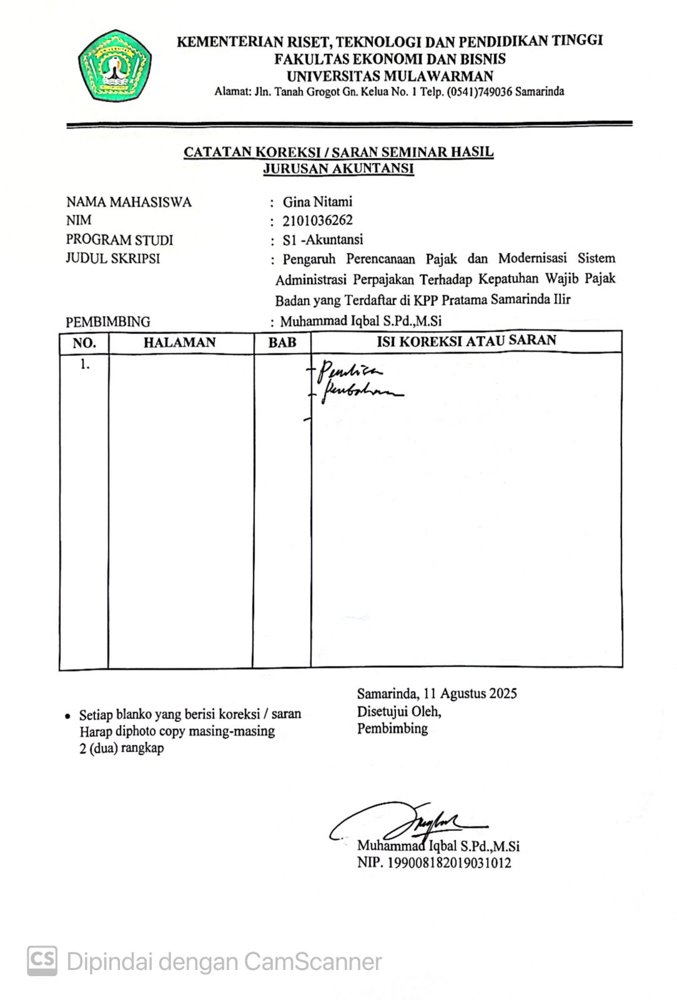 KEMENTERIAN RISET, TEKNOLOGI DAN PENDIDIKAN TINGGI
FAKULTAS EKONOMI DAN BISNIS
UNIVERSITAS MULAWARMAN
Alamat: Jln. Tanah Grogot Gn. Kelua No. 1 Telp. (0541)749036 Samarinda
CATATAN KOREKSI / SARAN SEMINAR HASIL
JURUSAN AKUNTANSI
NAMA MAHASISWA : Gina Nitami
NIM : 2101036262
PROGRAM STUDI : S1 -Akuntansi
JUDUL SKRIPSI : Pengaruh Perencanaan Pajak dan Modernisasi Sistem
Administrasi Perpajakan Terhadap Kepatuhan Wajib Pajak
Badan yang Terdaftar di KPP Pratama Samarinda Ilir
PEMBIMBING : Muhammad Iqbal S.Pd.,M.Si
NO. HALAMAN BAB ISI KOREKSI ATAU SARAN
1.
Samarinda, 11 Agustus 2025
Disetujui Oleh,
Pembimbing
• Setiap blanko yang berisi koreksi / saran
Harap diphoto copy masing-masing
2 (dua) rangkap
Muhammad Iqbal S.Pd.,M.Si
NIP. 199008182019031012
CS Dipindai dengan CamScanner